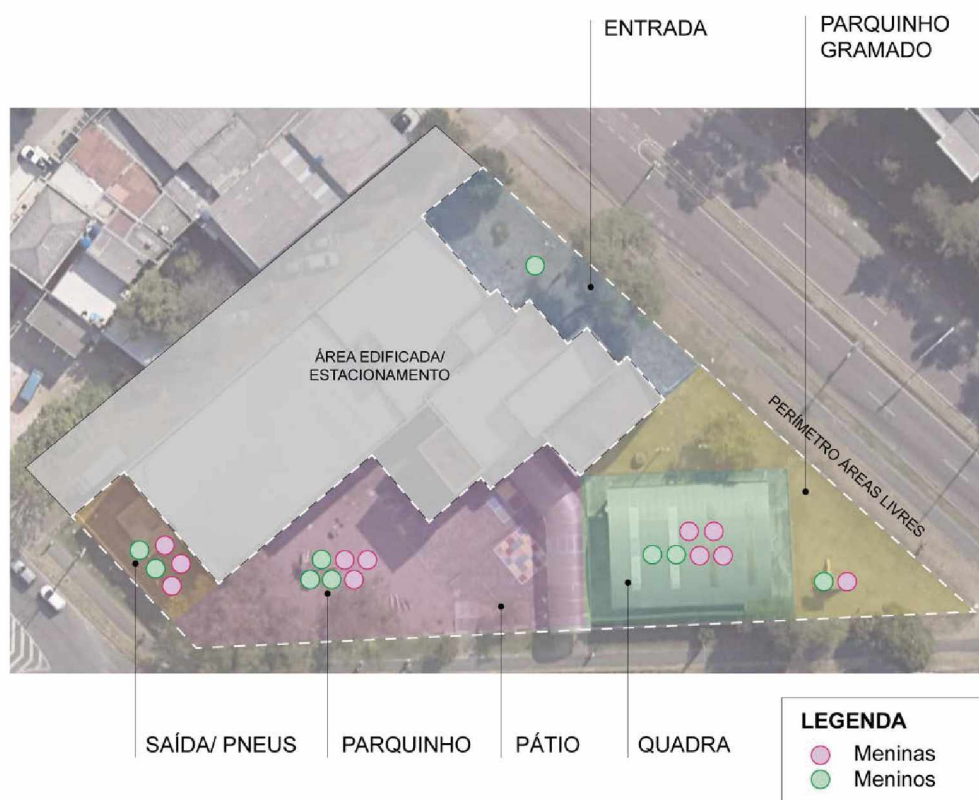 ENTRADA
PARQUINHO
GRAMADO
ÁREA EDIFICADA/
ESTACIONAMENTO
PERÍMETRO ÁREAS LIVRES
SAÍDA/ PNEUS
PARQUINHO
PÁTIO
QUADRA
LEGENDA
Meninas
Meninos